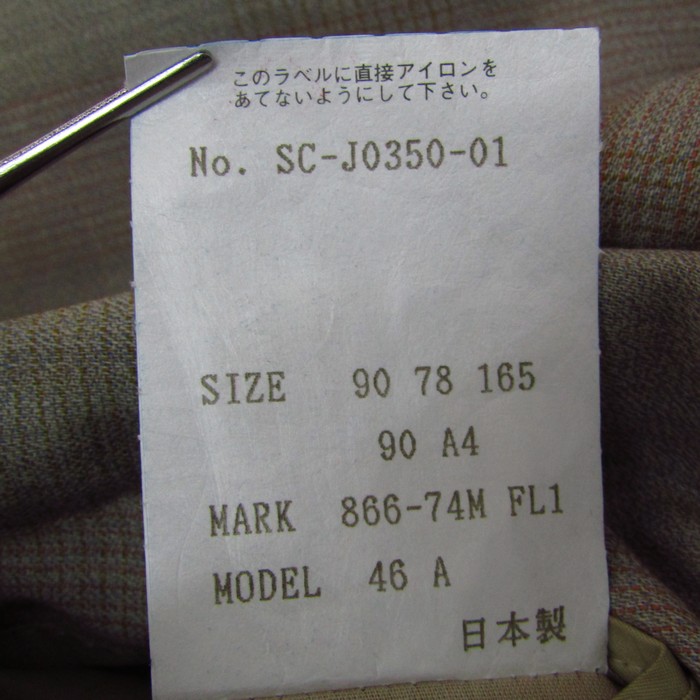 このラベルに直接アイロンを
あてないようにして下さい。
No. SC-J0350-01
SIZE 90 78 165
90 A4
MARK 866-74M FL1
MODEL 46 A
日本製